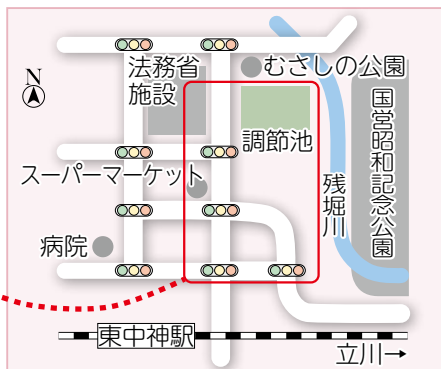 N
法務省
施設
むさしの公園
調節池
国営昭和記念公園
残堀川
スーパーマーケット
病院
東中神駅
立川→